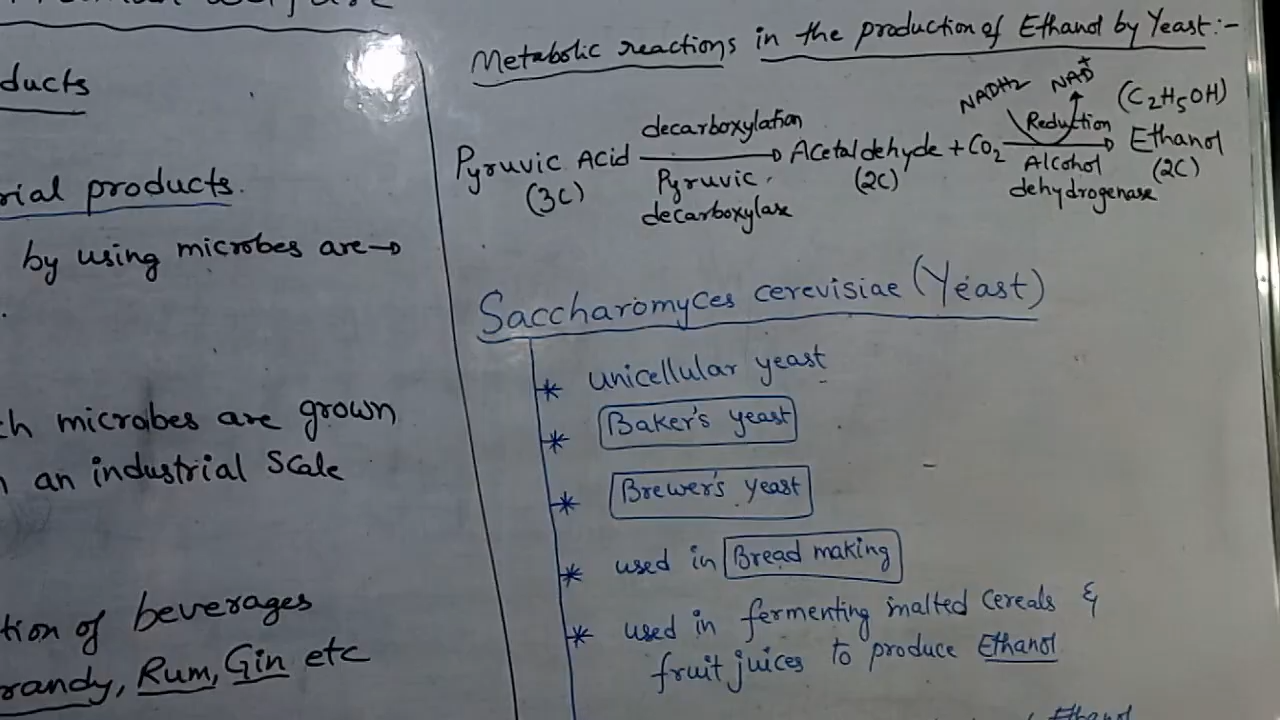 ducts
rial products.
by using microbes are→
ch microbes are grown
an industrial Scale
tion of beverages
randy, Rum, Gin etc
Metabolic reactions in the production of Ethanol by Yeast:-
NADH2 NAD+ (C2H5OH)
decarboxylation Reduction
Pyruvic Acid → Acetaldehyde + CO2 → Ethanol
(3C) Pyruvic (2C) Alcohol (2C)
decarboxylase dehydrogenase
Saccharomyces cerevisiae (Yeast)
* unicellular yeast
* Baker's yeast
* Brewer's yeast
* used in Bread making
* used in fermenting malted cereals &
fruit juices to produce Ethanol
Ethanol